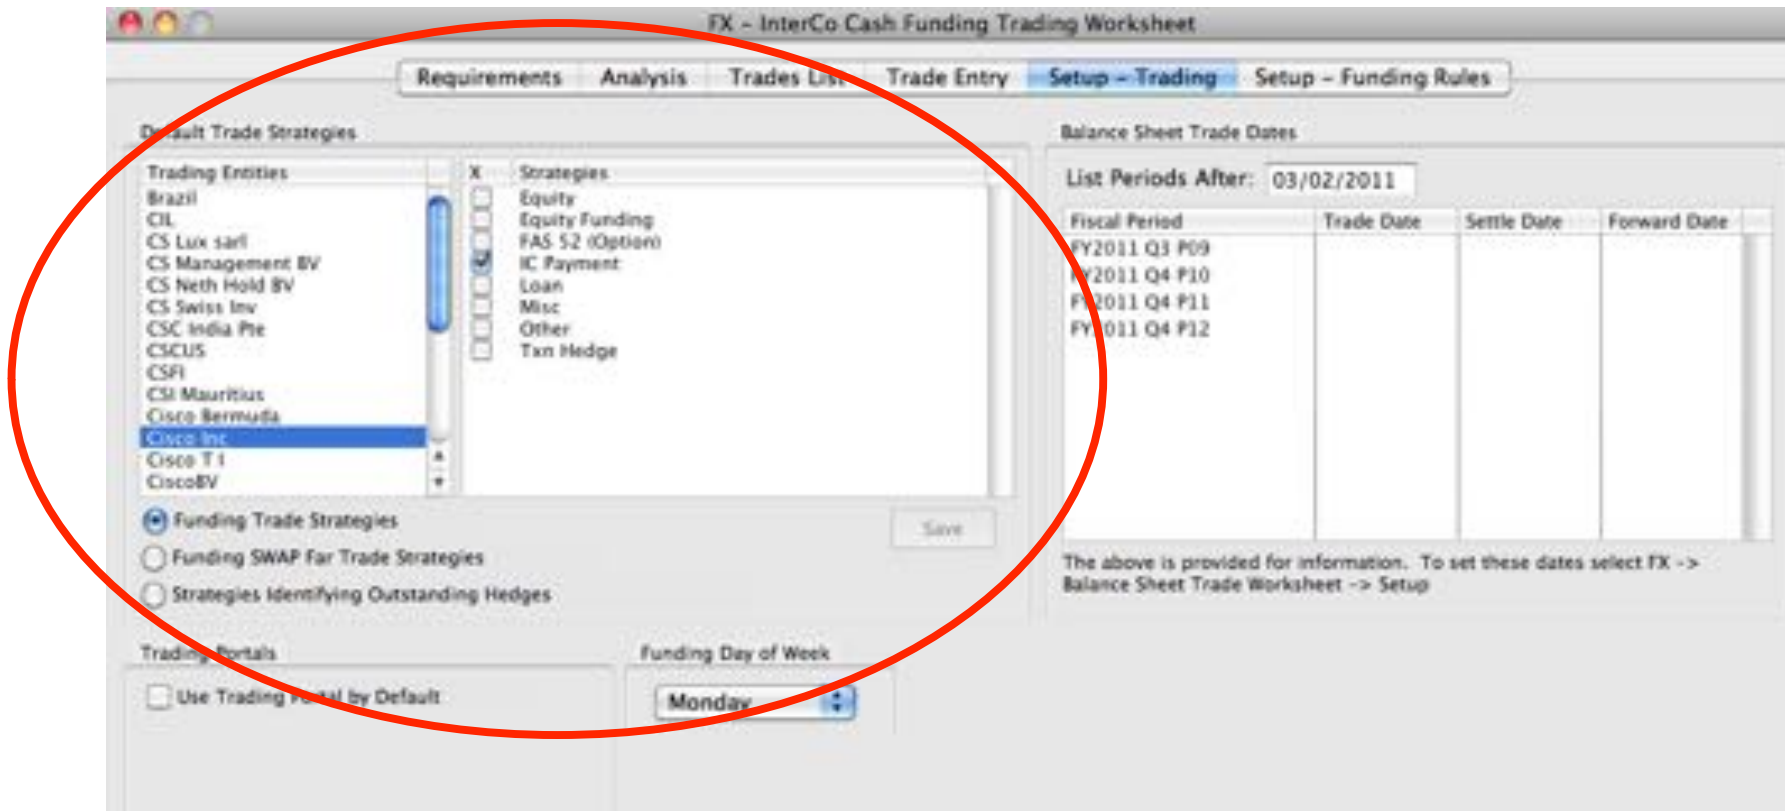 FX - InterCo Cash Funding Trading Worksheet
Requirements Analysis Trades List Trade Entry Setup - Trading Setup - Funding Rules
Default Trade Strategies
Trading Entities
Brazil
CIL
CS Lux sarl
CS Management BV
CS Neth Hold BV
CS Swiss Inv
CSC India Pte
CSCUS
CSFI
CSI Mauritius
Cisco Bermuda
Cisco Inc
Cisco T I
CiscoBV
X Strategies
Equity
Equity Funding
FAS 52 (Option)
IC Payment
Loan
Misc
Other
Txn Hedge
Funding Trade Strategies
Funding SWAP Far Trade Strategies
Strategies Identifying Outstanding Hedges
Save
Balance Sheet Trade Dates
List Periods After: 03/02/2011
Fiscal Period Trade Date Settle Date Forward Date
FY2011 Q3 P09
FY2011 Q4 P10
FY2011 Q4 P11
FY2011 Q4 P12
The above is provided for information. To set these dates select FX ->
Balance Sheet Trade Worksheet -> Setup
Trading Portals
Use Trading Portal by Default
Funding Day of Week
Monday